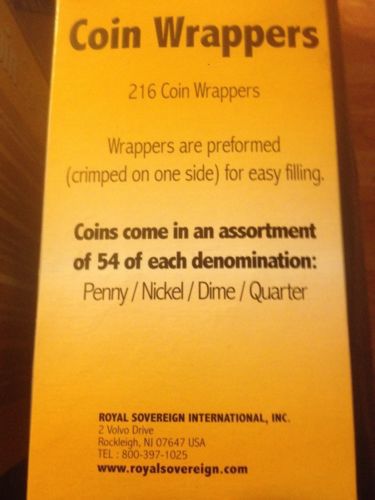 Coin Wrappers
216 Coin Wrappers
Wrappers are preformed
(crimped on one side) for easy filling.
Coins come in an assortment
of 54 of each denomination:
Penny / Nickel / Dime / Quarter
ROYAL SOVEREIGN INTERNATIONAL, INC.
2 Volvo Drive
Rockleigh, NJ 07647 USA
TEL : 800-397-1025
www.royalsovereign.com